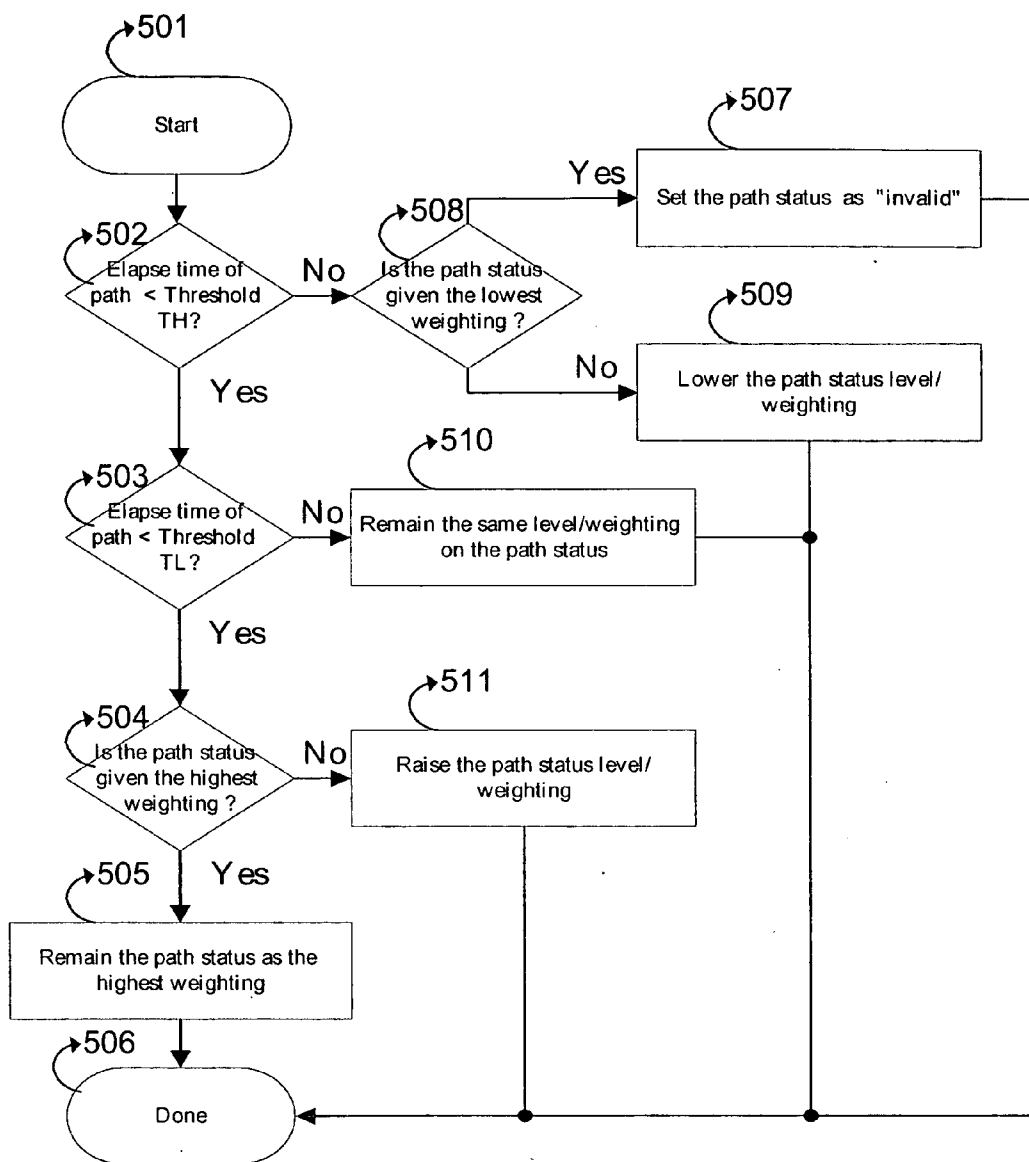 501
Start
507
Yes
Set the path status as "invalid"
508
Is the path status
given the lowest
weighting ?
502
Elapse time of
path < Threshold
TH?
No
509
No
Lower the path status level/
weighting
Yes
510
503
Elapse time of
path < Threshold
TL?
No
Remain the same level/weighting
on the path status
Yes
511
504
Is the path status
given the highest
weighting ?
No
Raise the path status level/
weighting
Yes
505
Remain the path status as the
highest weighting
506
Done